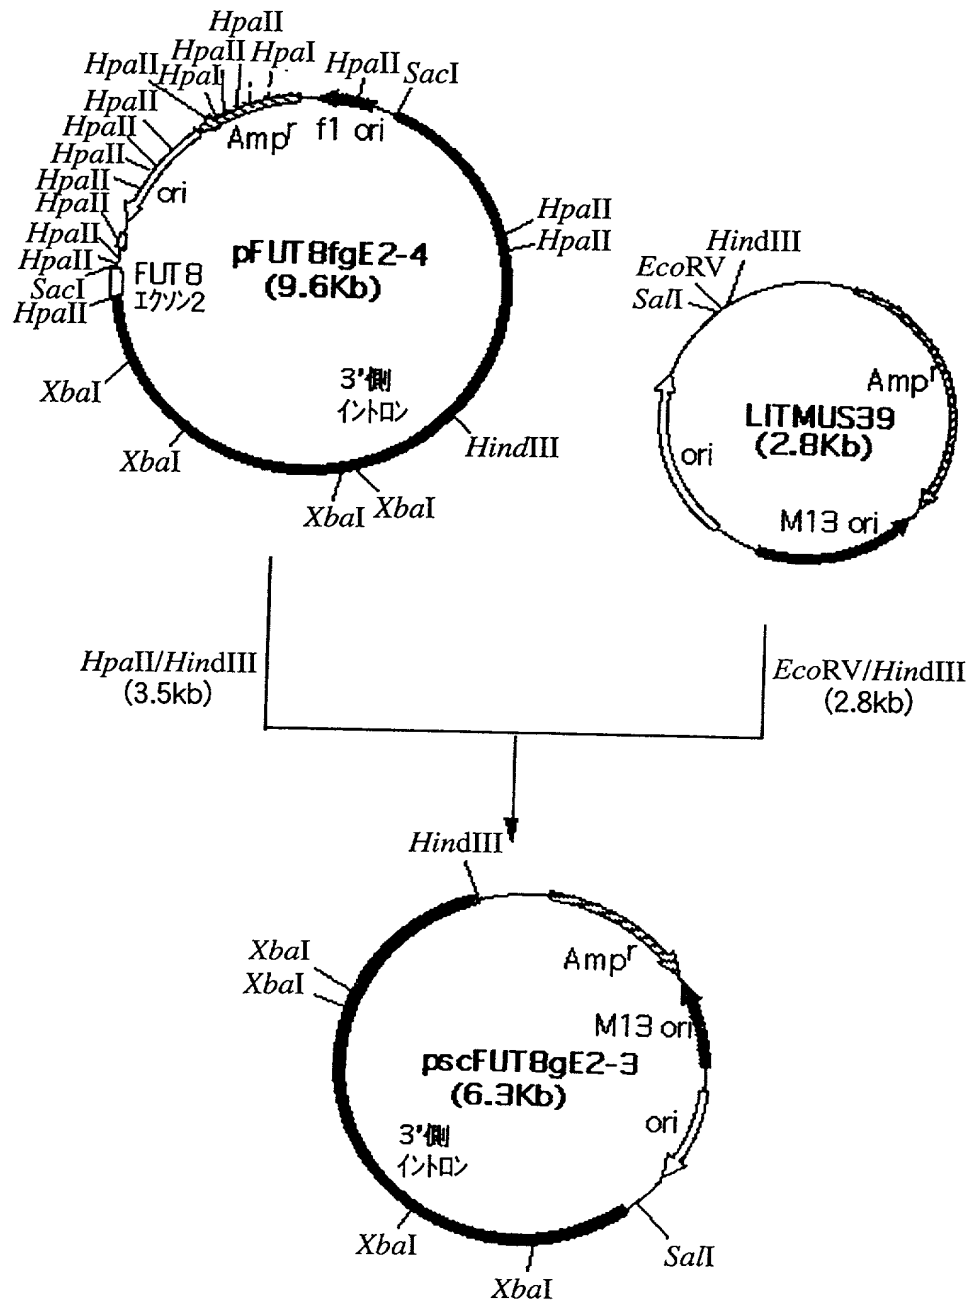 HpaII
HpaII
HpaI
HpaII
HpaI
HpaII
SacI
HpaII
HpaII
HpaII
HpaII
HpaII
HpaII
HpaII
SacI
HpaII
Ampʳ
f1 ori
ori
FUT8
エクソン2
pFUT8fgE2-4
(9.6Kb)
HpaII
HpaII
3'側
イントロン
XbaI
XbaI
XbaI
XbaI
HindIII
HindIII
EcoRV
SalI
Ampʳ
LITMUS39
(2.8Kb)
ori
M13 ori
HpaII/HindIII
(3.5kb)
EcoRV/HindIII
(2.8kb)
HindIII
XbaI
XbaI
Ampʳ
M13 ori
pscFUT8gE2-3
(6.3Kb)
ori
3'側
イントロン
XbaI
XbaI
SalI